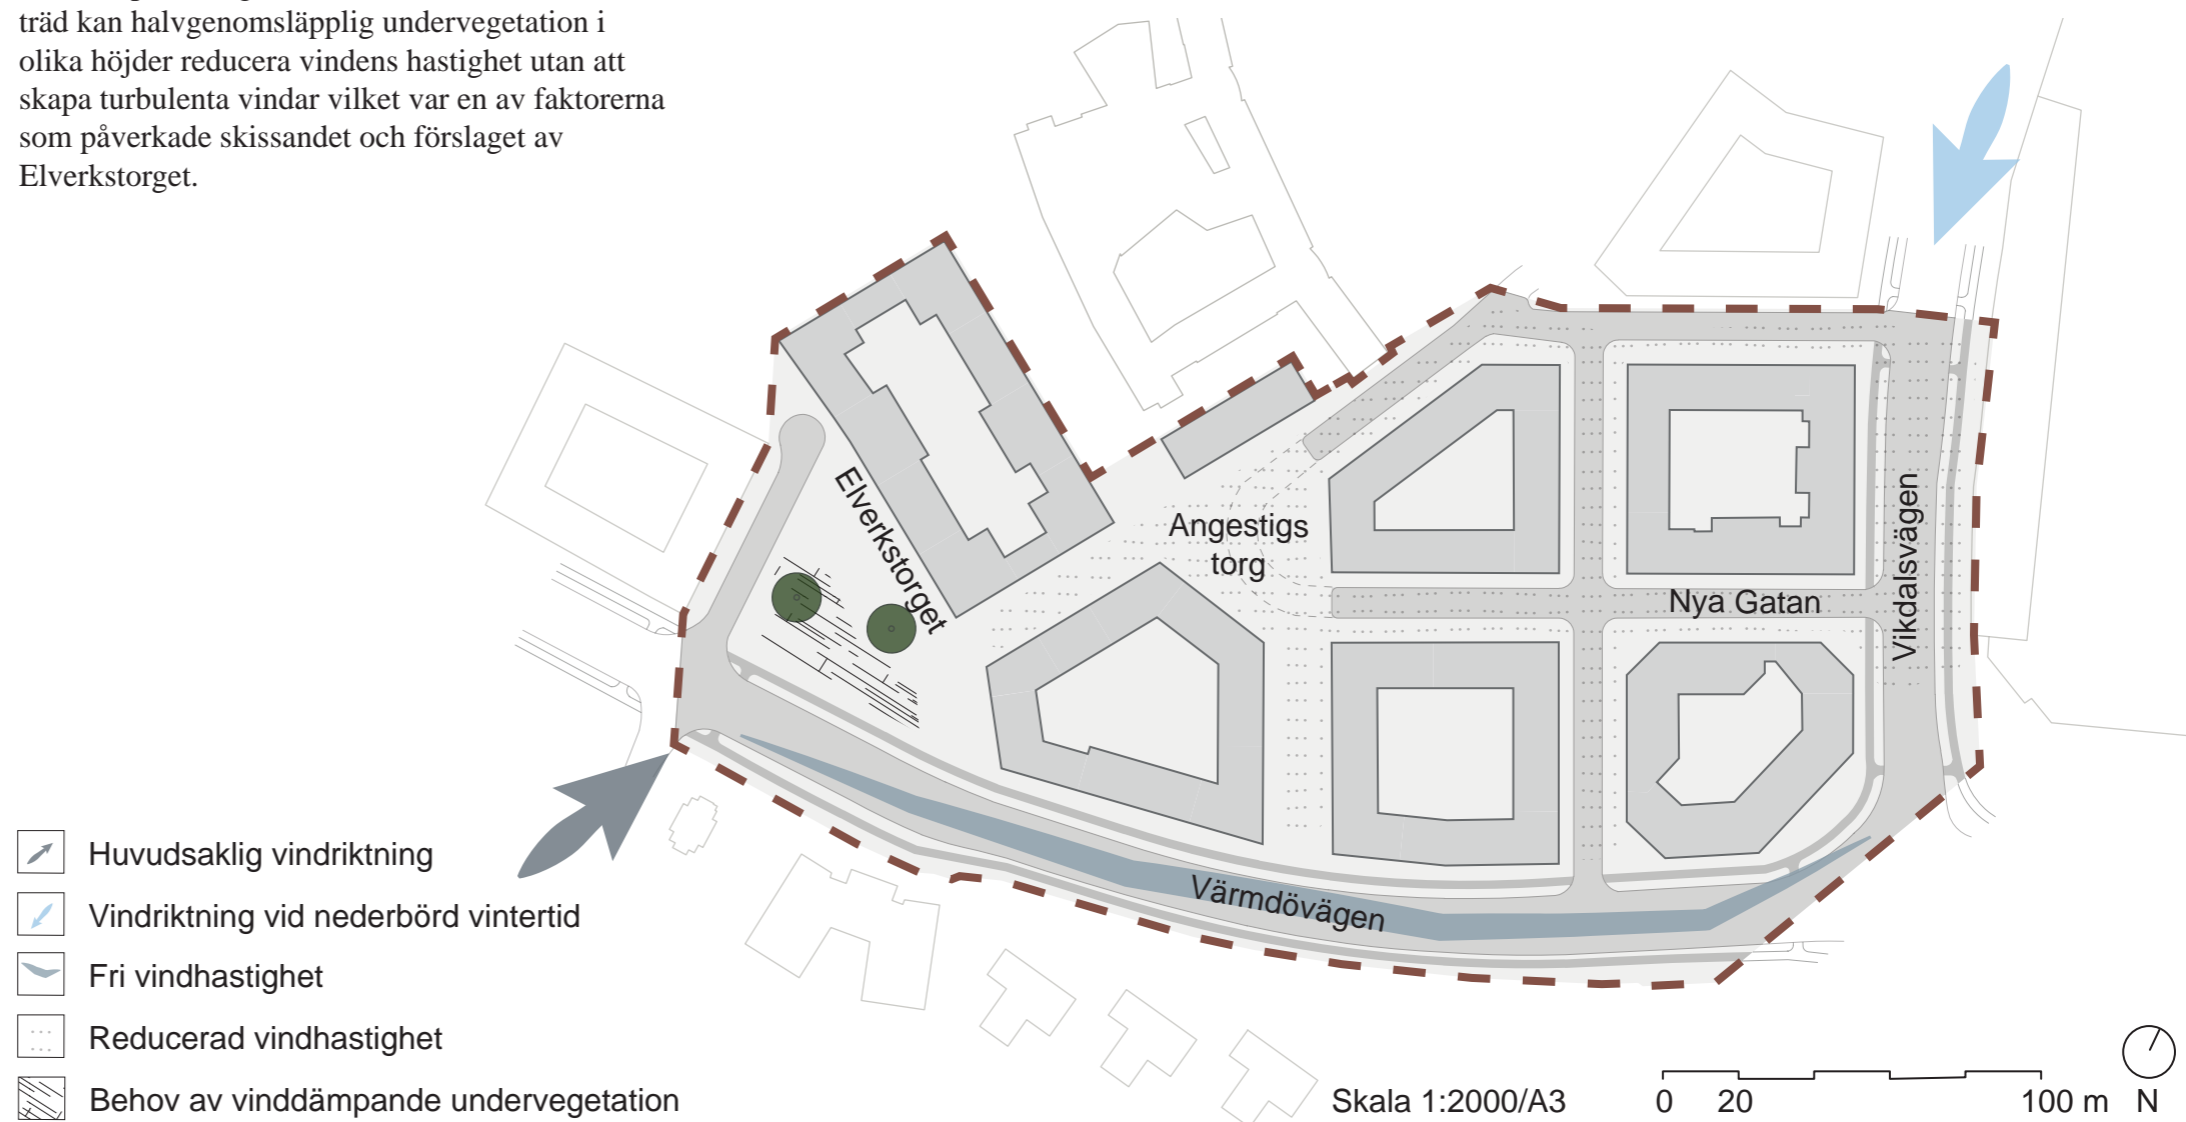 träd kan halvgenomsläpplig undervegetation i
olika höjder reducera vindens hastighet utan att
skapa turbulenta vindar vilket var en av faktorerna
som påverkade skissandet och förslaget av
Elverkstorget.
Elverkstorget
Angestigs
torg
Nya Gatan
Vikdalsvägen
Värmdövägen
Huvudsaklig vindriktning
Vindriktning vid nederbörd vintertid
Fri vindhastighet
Reducerad vindhastighet
Behov av vinddämpande undervegetation
Skala 1:2000/A3
0 20 100 m N